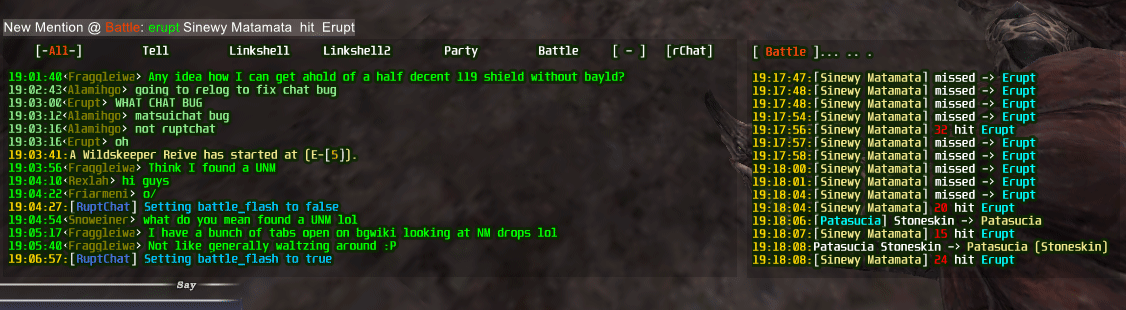 New Mention @ Battle: erupt Sinewy Matamata hit Erupt
[-All-] Tell Linkshell Linkshell2 Party Battle [ - ] [rChat]
19:01:40<Fraggleiwa> Any idea how I can get ahold of a half decent 119 shield without bayld?
19:02:43<Alamihgo> going to relog to fix chat bug
19:03:00<Erupt> WHAT CHAT BUG
19:03:12<Alamihgo> matsuichat bug
19:03:16<Alamihgo> not ruptchat
19:03:16<Erupt> oh
19:03:41:A Wildskeeper Reive has started at (E-[5]).
19:03:56<Fraggleiwa> Think I found a UNM
19:04:10<Rexlah> hi guys
19:04:22<Friarmeni> o/
19:04:27:[RuptChat] Setting battle_flash to false
19:04:54<Snoweiner> what do you mean found a UNM lol
19:05:17<Fraggleiwa> I have a bunch of tabs open on bgwiki looking at NM drops lol
19:05:40<Fraggleiwa> Not like generally waltzing around :P
19:06:57:[RuptChat] Setting battle_flash to true
Say
[ Battle ]... .. .
19:17:47:[Sinewy Matamata] missed -> Erupt
19:17:48:[Sinewy Matamata] missed -> Erupt
19:17:48:[Sinewy Matamata] missed -> Erupt
19:17:54:[Sinewy Matamata] missed -> Erupt
19:17:56:[Sinewy Matamata] 32 hit Erupt
19:17:57:[Sinewy Matamata] missed -> Erupt
19:17:58:[Sinewy Matamata] missed -> Erupt
19:18:00:[Sinewy Matamata] missed -> Erupt
19:18:01:[Sinewy Matamata] missed -> Erupt
19:18:04:[Sinewy Matamata] missed -> Erupt
19:18:04:[Sinewy Matamata] 20 hit Erupt
19:18:06:[Patasucia] Stoneskin -> Patasucia
19:18:07:[Sinewy Matamata] 15 hit Erupt
19:18:08:Patasucia Stoneskin -> Patasucia (Stoneskin)
19:18:08:[Sinewy Matamata] 24 hit Erupt